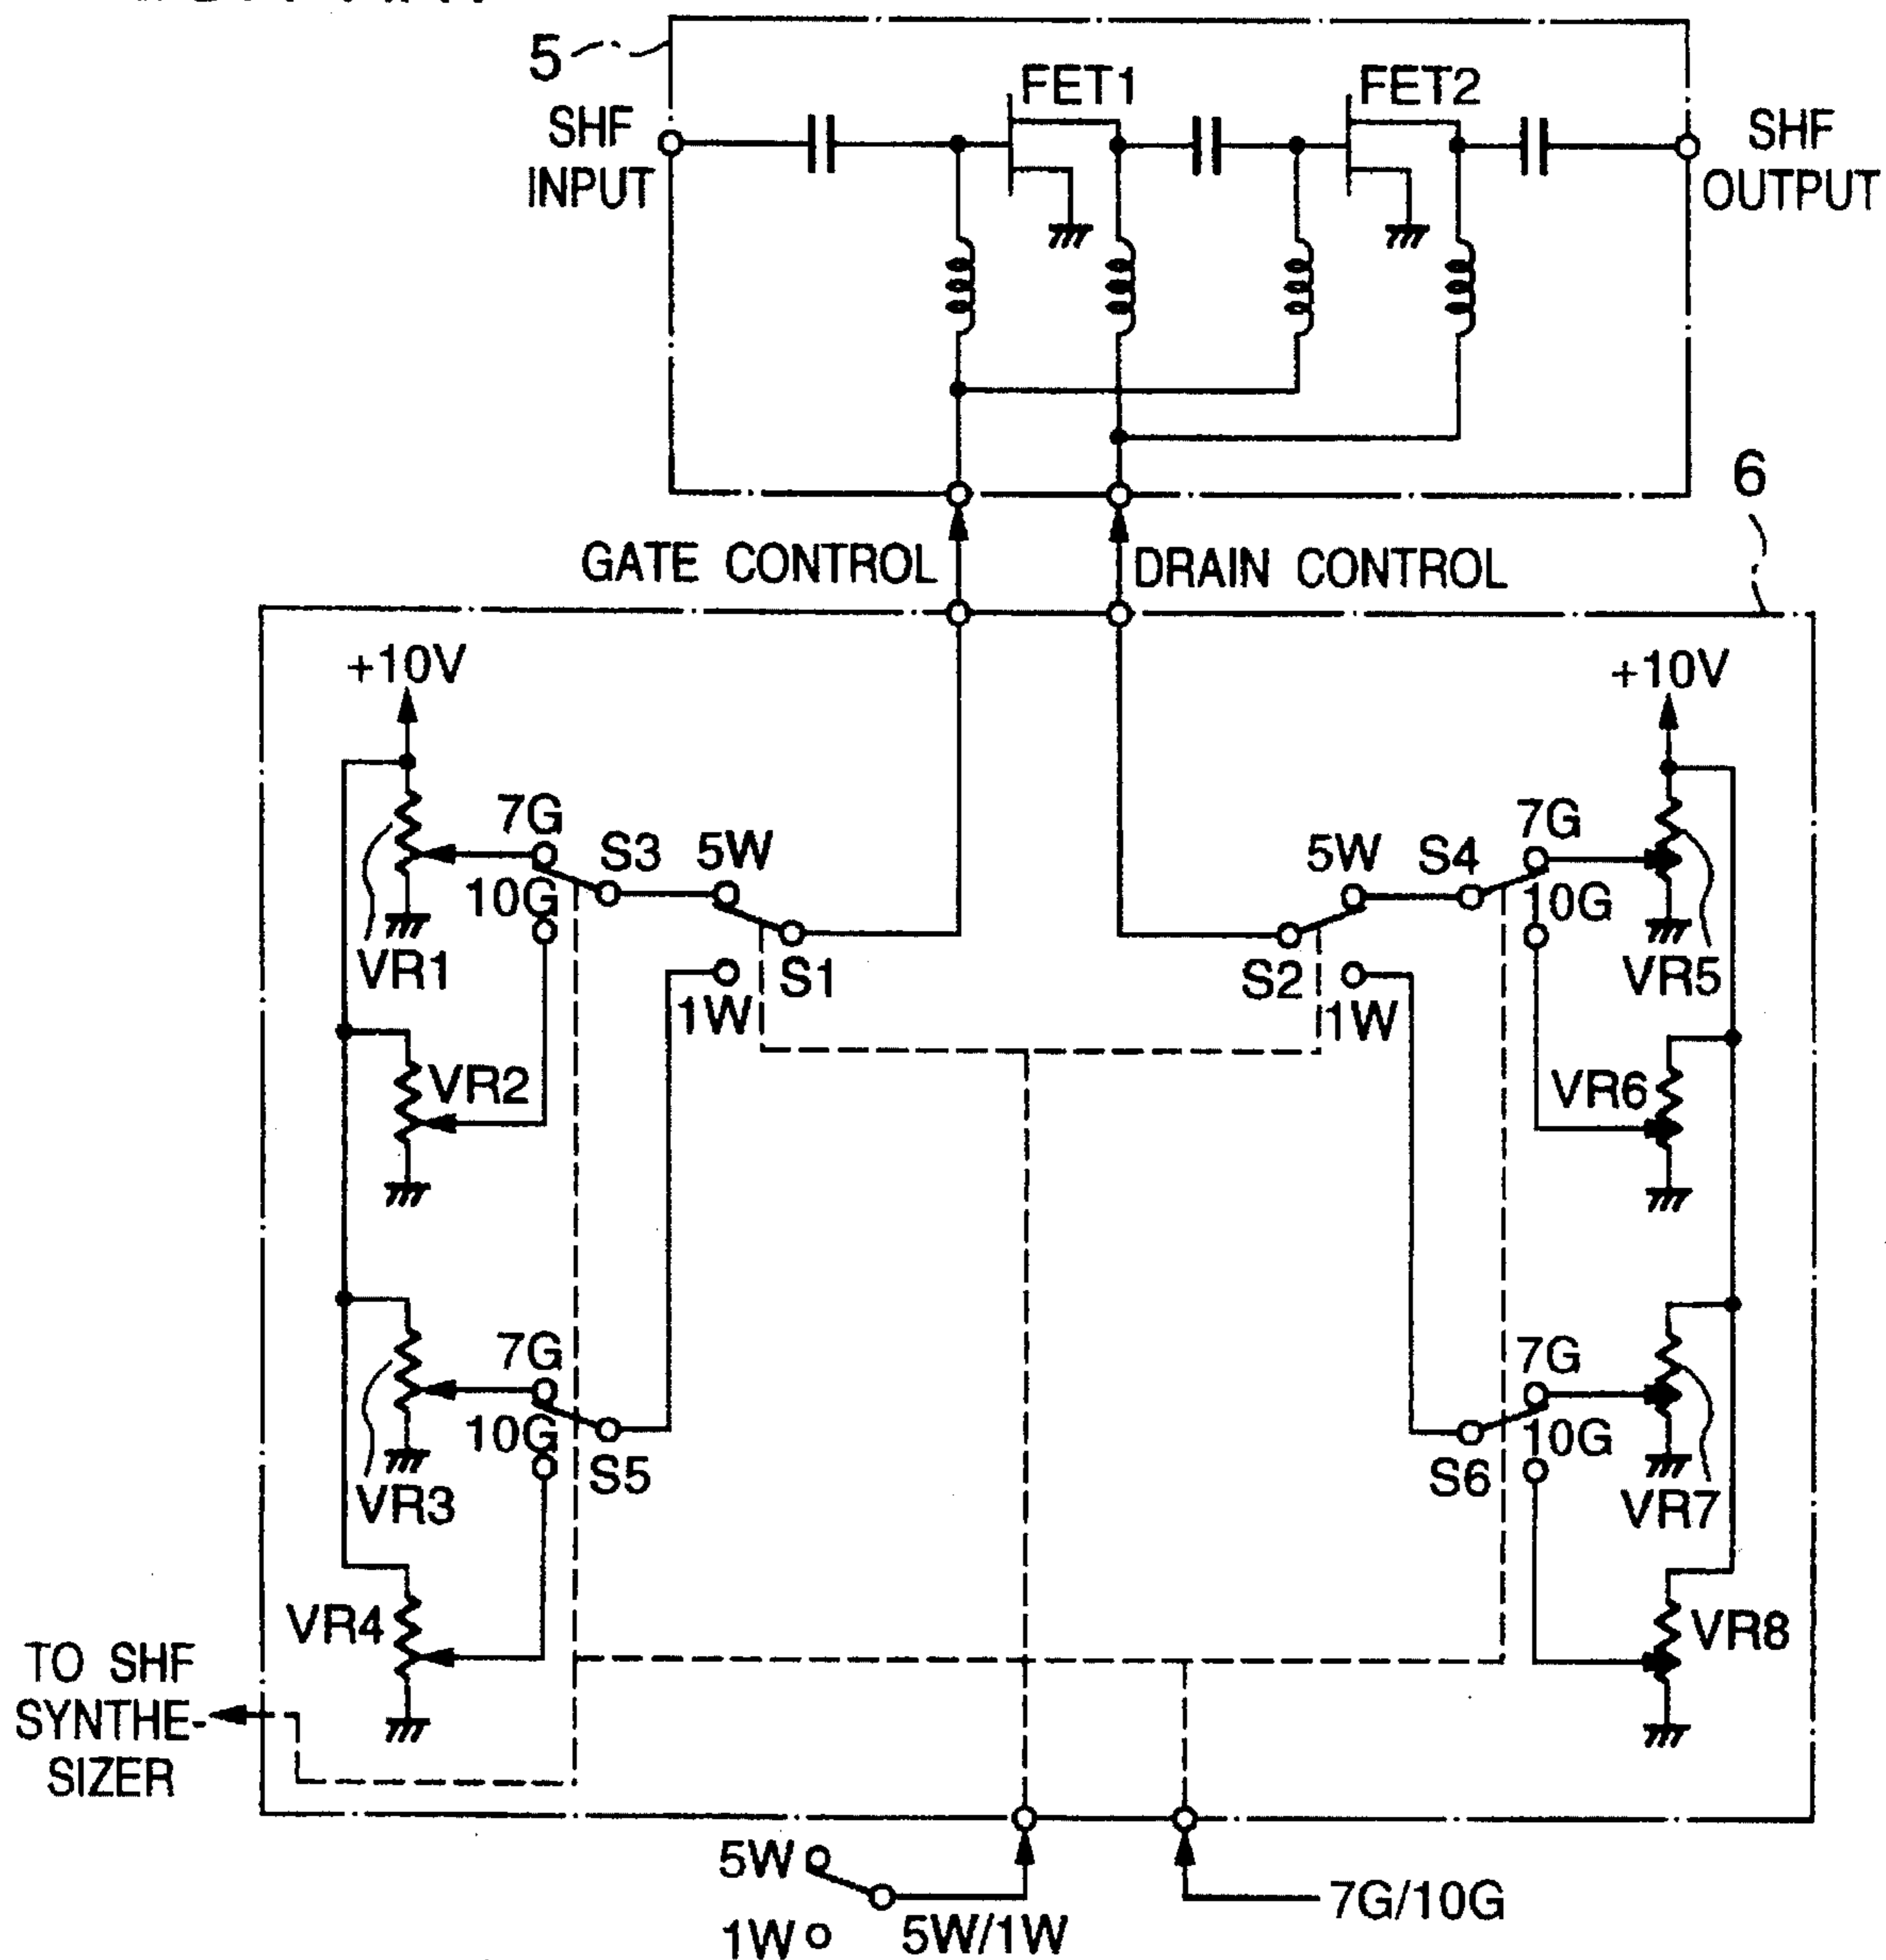 5
FET1
FET2
SHF
INPUT
SHF
OUTPUT
6
GATE CONTROL
DRAIN CONTROL
+10V
+10V
7G
S3
5W
10G
VR1
S1
1W
5W
S4
7G
10G
S2
1W
VR5
VR2
VR6
7G
10G
S5
VR3
7G
10G
S6
VR7
VR4
VR8
TO SHF
SYNTHE-
SIZER
5W
1W
5W/1W
7G/10G